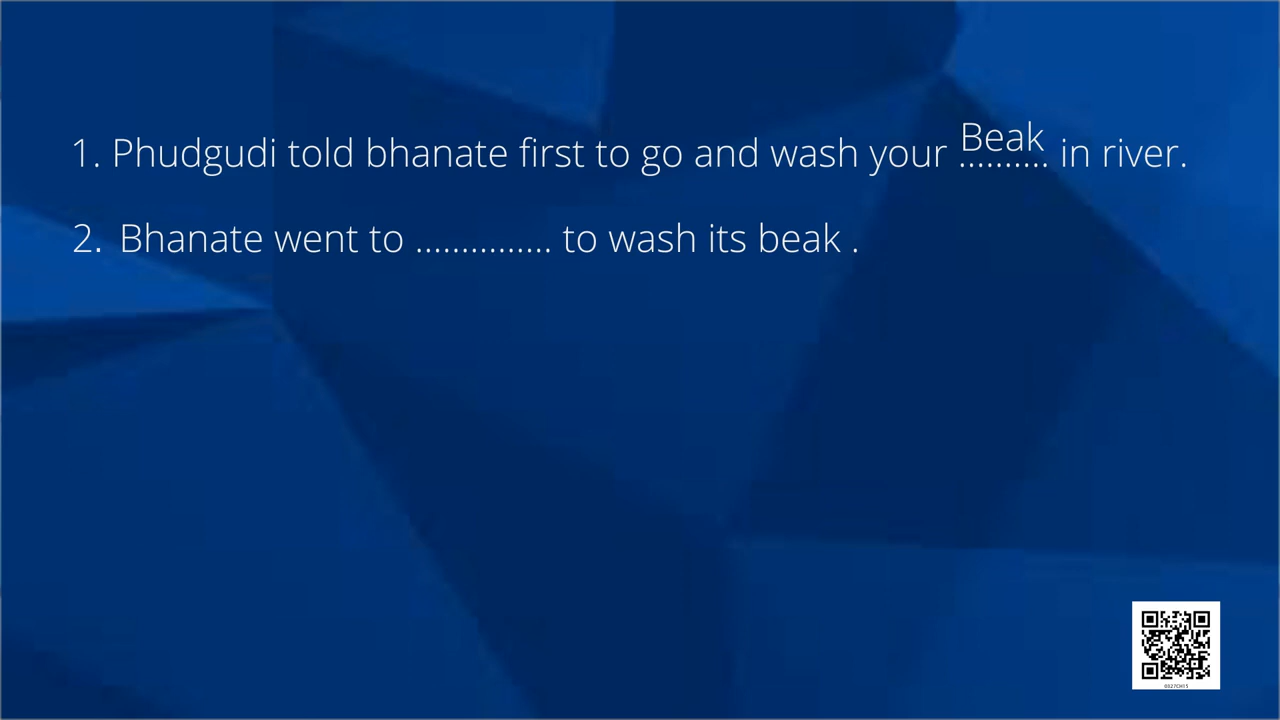 1. Phudgudi told bhanate first to go and wash your .......... in river.
Beak
2. Bhanate went to ............... to wash its beak .